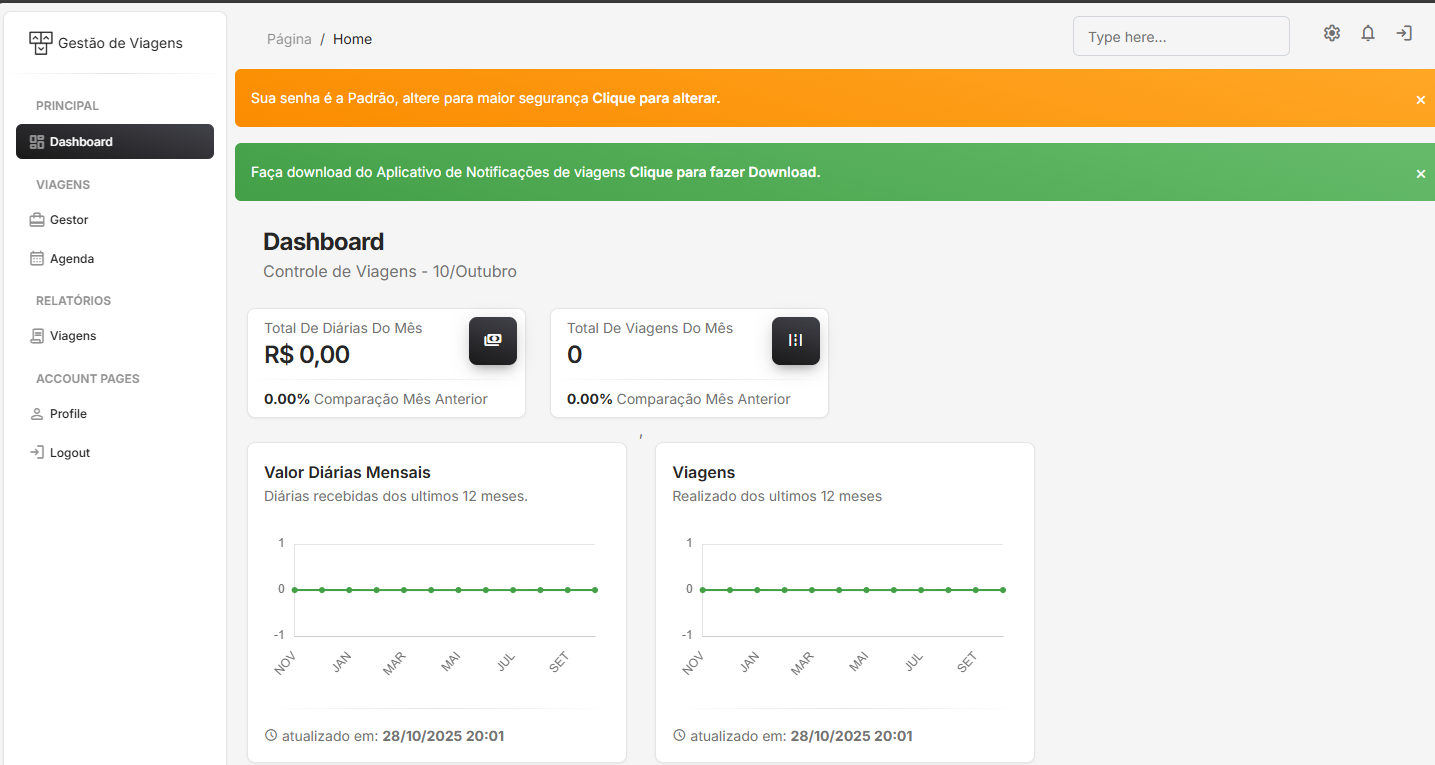 Gestão de Viagens
PRINCIPAL
Dashboard
VIAGENS
Gestor
Agenda
RELATÓRIOS
Viagens
ACCOUNT PAGES
Profile
Logout
Página / Home
Type here...
Sua senha é a Padrão, altere para maior segurança Clique para alterar.
×
Faça download do Aplicativo de Notificações de viagens Clique para fazer Download.
×
Dashboard
Controle de Viagens - 10/Outubro
Total De Diárias Do Mês
R$ 0,00
0.00% Comparação Mês Anterior
Total De Viagens Do Mês
0
0.00% Comparação Mês Anterior
,
Valor Diárias Mensais
Diárias recebidas dos ultimos 12 meses.
1
0
-1
NOV JAN MAR MAI JUL SET
atualizado em: 28/10/2025 20:01
Viagens
Realizado dos ultimos 12 meses
1
0
-1
NOV JAN MAR MAI JUL SET
atualizado em: 28/10/2025 20:01